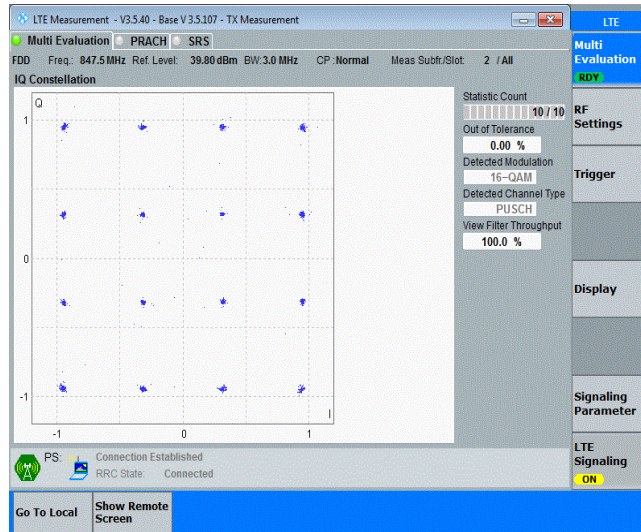 LTE Measurement - V3.5.40 - Base V 3.5.107 - TX Measurement
LTE
Multi Evaluation PRACH SRS
FDD Freq.: 847.5 MHz Ref. Level: 39.80 dBm BW: 3.0 MHz CP : Normal Meas Subfr./Slot: 2 / All
IQ Constellation
Q
1
0
-1
-1 0 1
I
Statistic Count
10 / 10
Out of Tolerance
0.00 %
Detected Modulation
16-QAM
Detected Channel Type
PUSCH
View Filter Throughput
100.0 %
Multi
Evaluation
RDY
RF
Settings
Trigger
Display
Signaling
Parameter
LTE
Signaling
ON
PS: Connection Established
RRC State: Connected
Go To Local
Show Remote
Screen